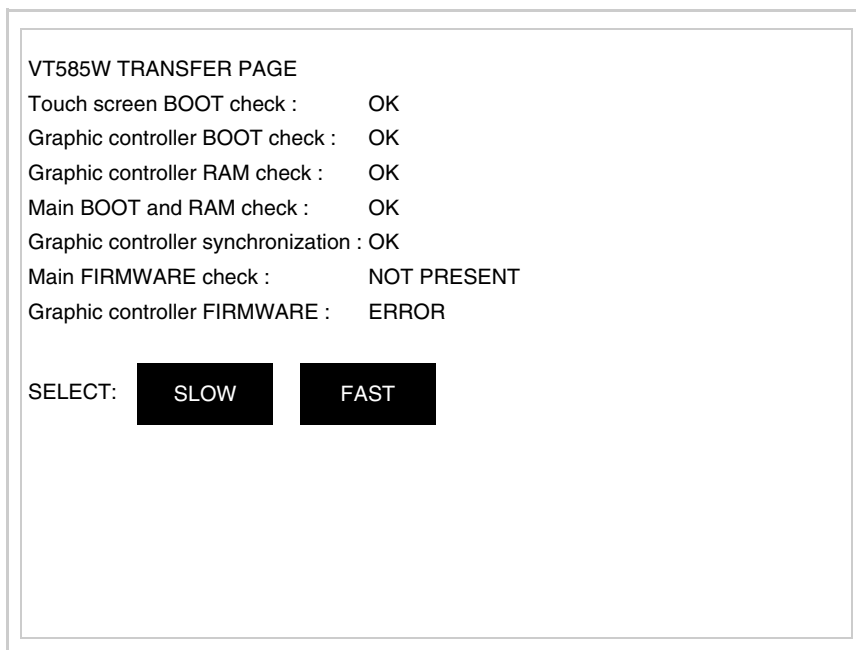 VT585W TRANSFER PAGE
Touch screen BOOT check : OK
Graphic controller BOOT check : OK
Graphic controller RAM check : OK
Main BOOT and RAM check : OK
Graphic controller synchronization : OK
Main FIRMWARE check : NOT PRESENT
Graphic controller FIRMWARE : ERROR
SELECT: SLOW FAST